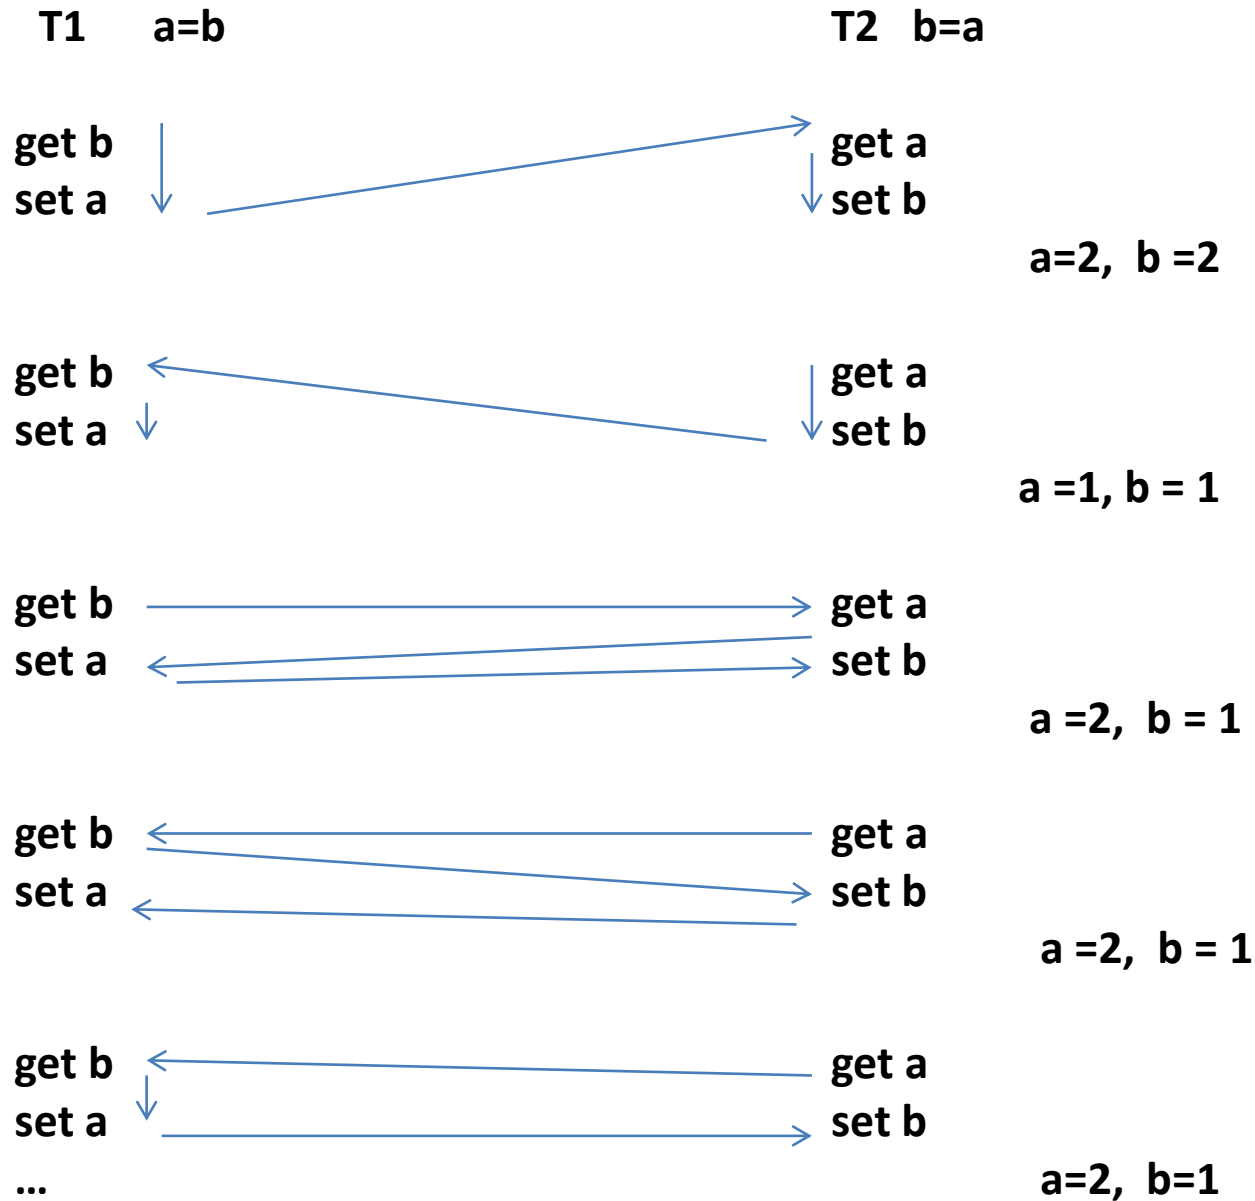 T1 a=b T2 b=a
get b get a
set a set b
a=2, b =2
get b get a
set a set b
a =1, b = 1
get b get a
set a set b
a =2, b = 1
get b get a
set a set b
a =2, b = 1
get b get a
set a set b
... a=2, b=1